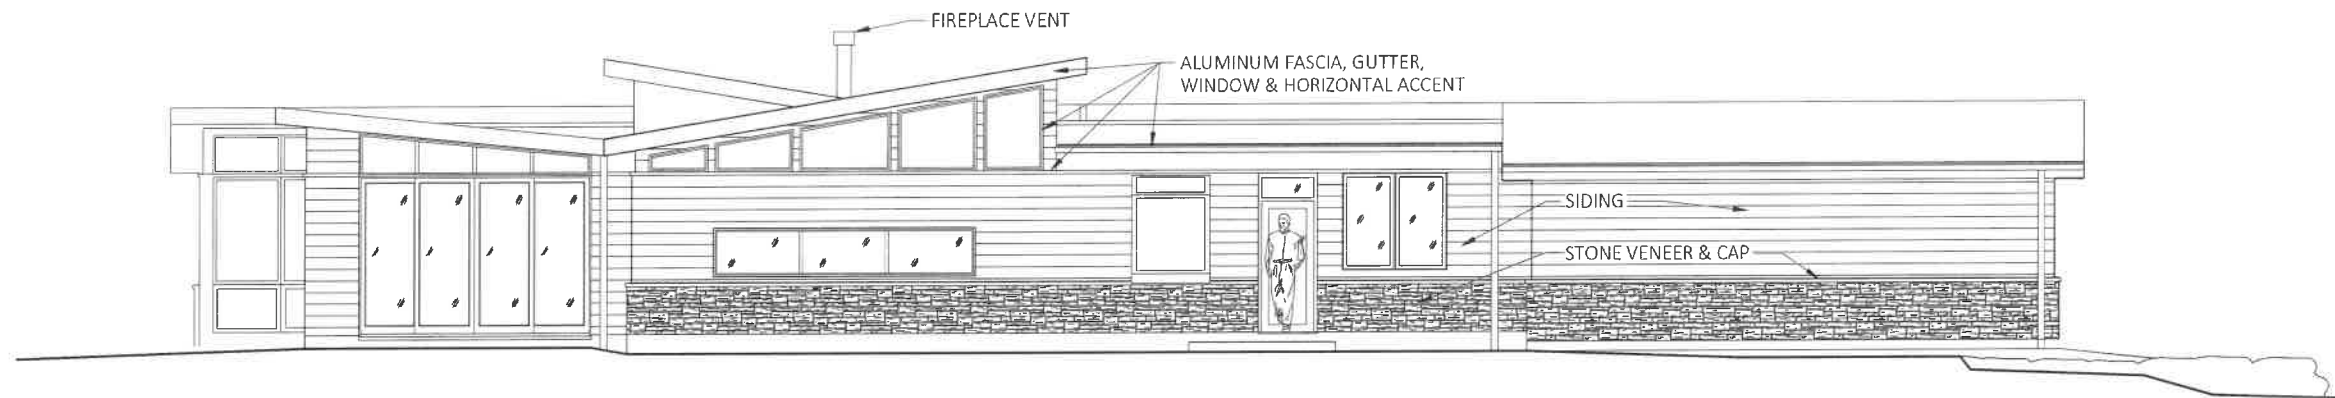 FIREPLACE VENT
ALUMINUM FASCIA, GUTTER,
WINDOW & HORIZONTAL ACCENT
SIDING
STONE VENEER & CAP